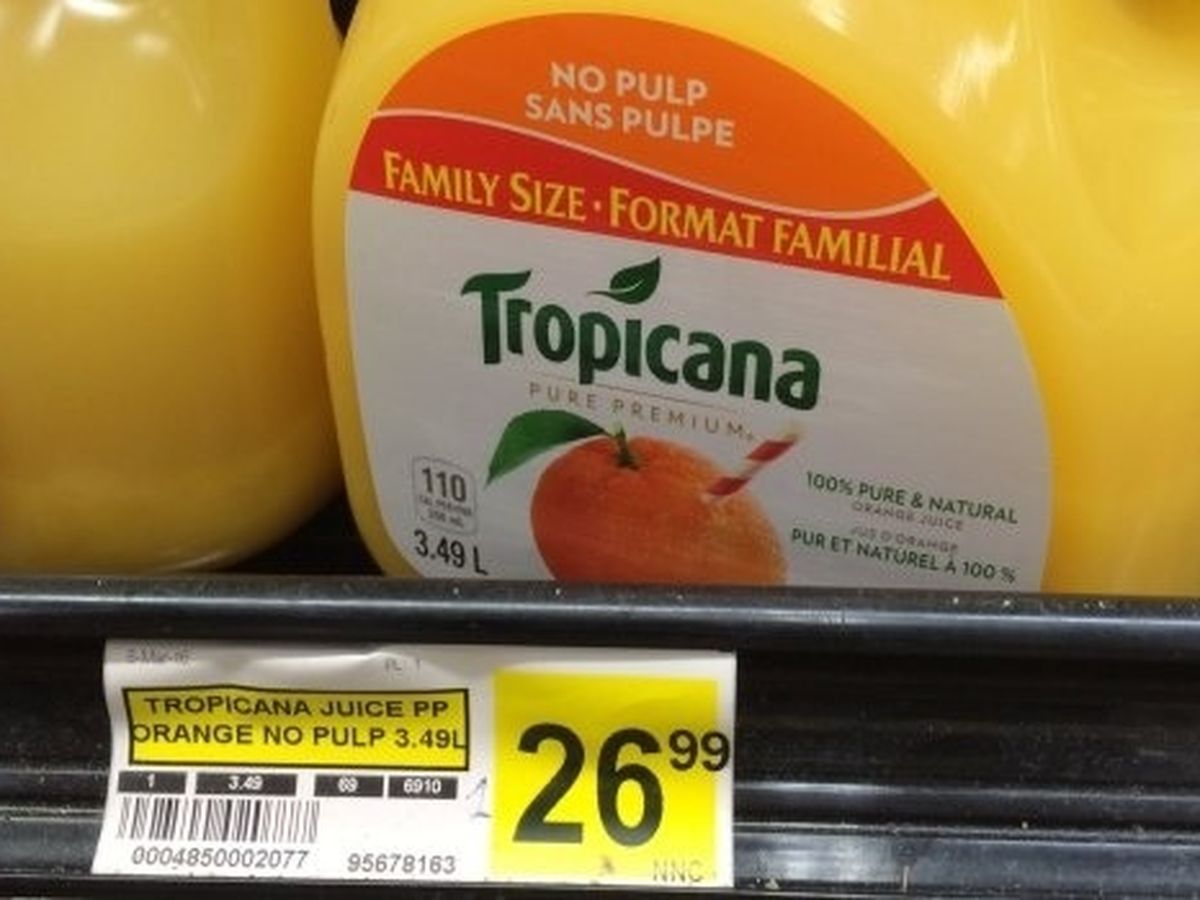 NO PULP
SANS PULPE
FAMILY SIZE · FORMAT FAMILIAL
Tropicana
PURE PREMIUM
110
3.49 L
100% PURE & NATURAL
ORANGE JUICE
JUS D'ORANGE
PUR ET NATUREL À 100 %
TROPICANA JUICE PP
ORANGE NO PULP 3.49L
1 3.49 69 6910
0004850002077 95678163
26 99
NNC